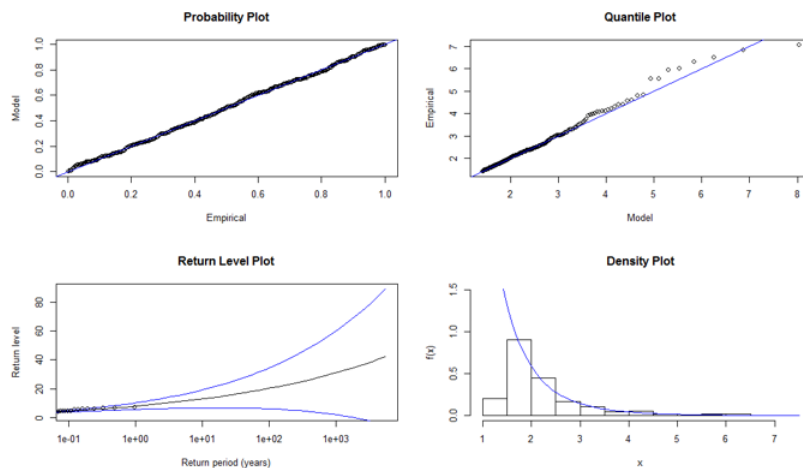 Probability Plot
Model
0.0 0.2 0.4 0.6 0.8 1.0
0.0 0.2 0.4 0.6 0.8 1.0
Empirical
Quantile Plot
Empirical
2 3 4 5 6 7
2 3 4 5 6 7 8
Model
Return Level Plot
Return level
0 20 40 60 80
1e-01 1e+00 1e+01 1e+02 1e+03
Return period (years)
Density Plot
f(x)
0.0 0.5 1.0 1.5
1 2 3 4 5 6 7
x